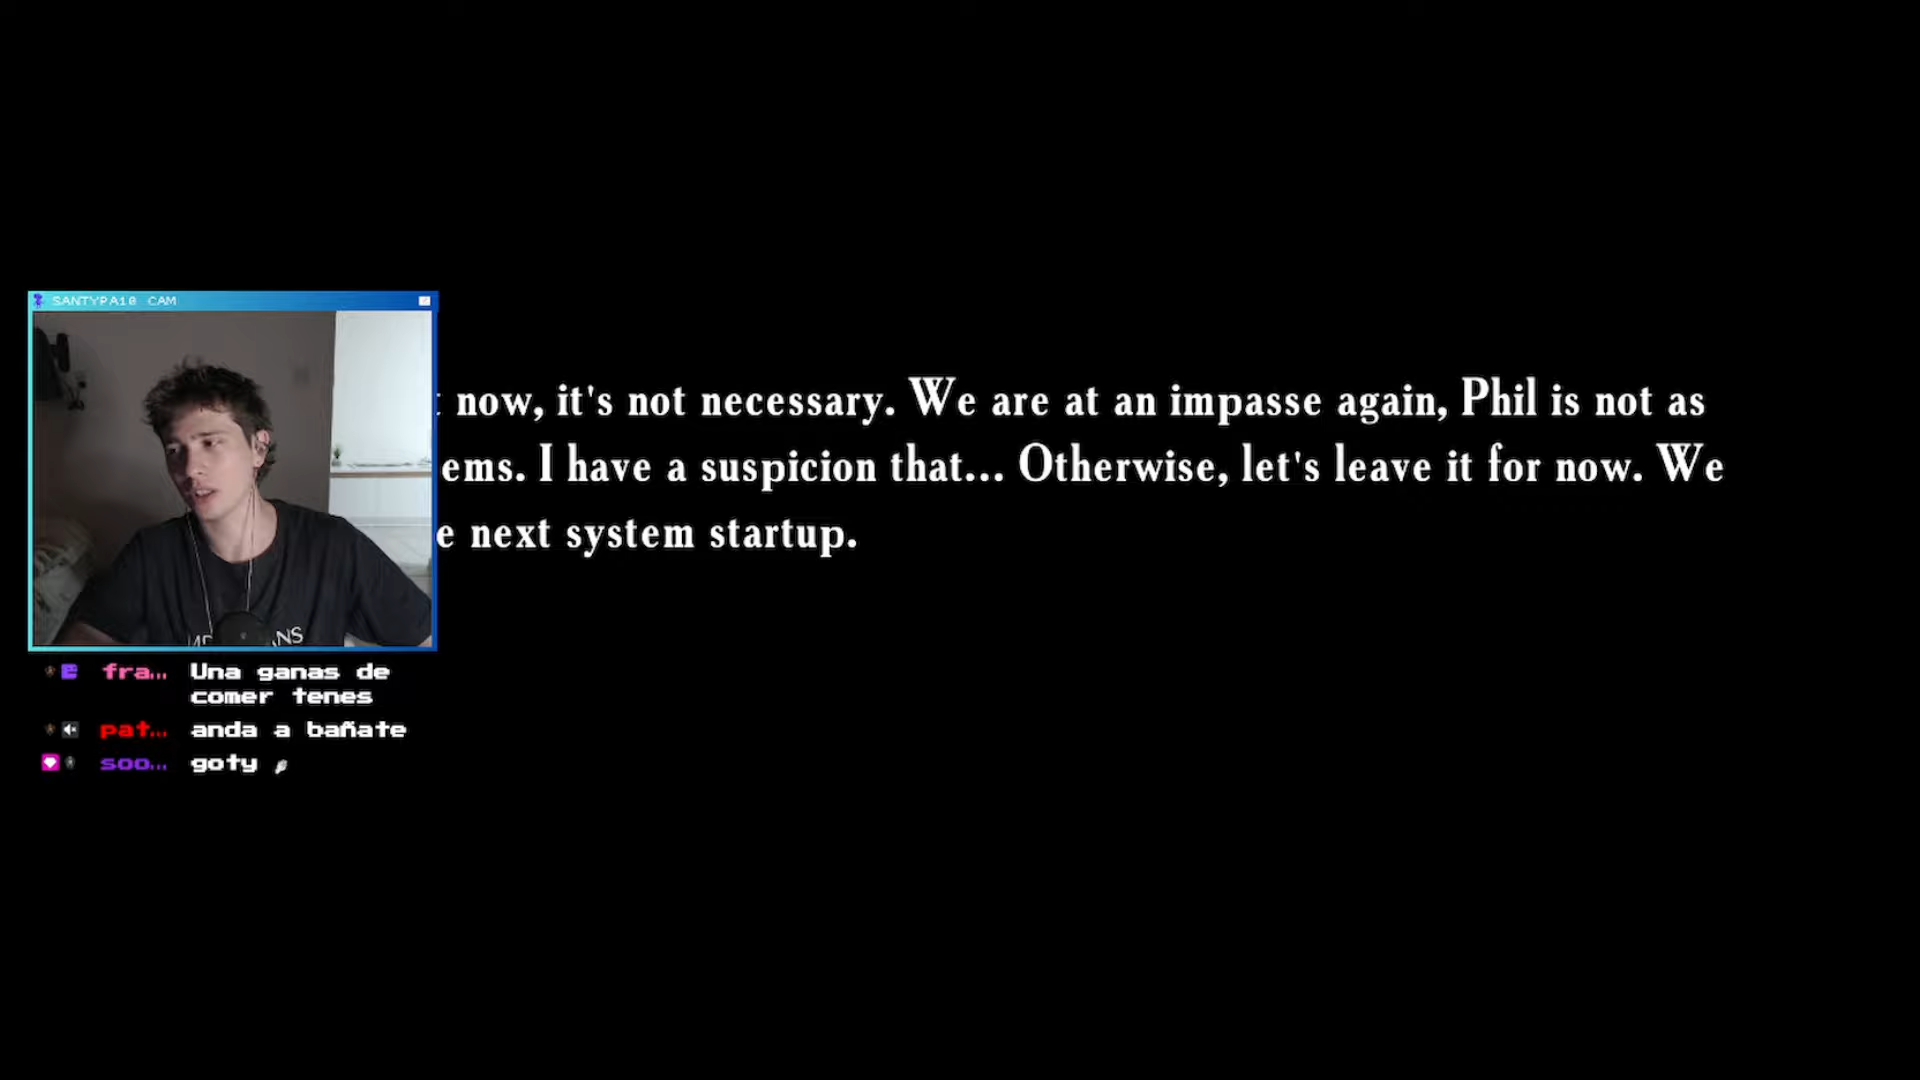 SANTYPA10 CAM
now, it's not necessary. We are at an impasse again, Phil is not as
ems. I have a suspicion that... Otherwise, let's leave it for now. We
e next system startup.
fra... Una ganas de
comer tenes
pat... anda a bañate
soo... goty